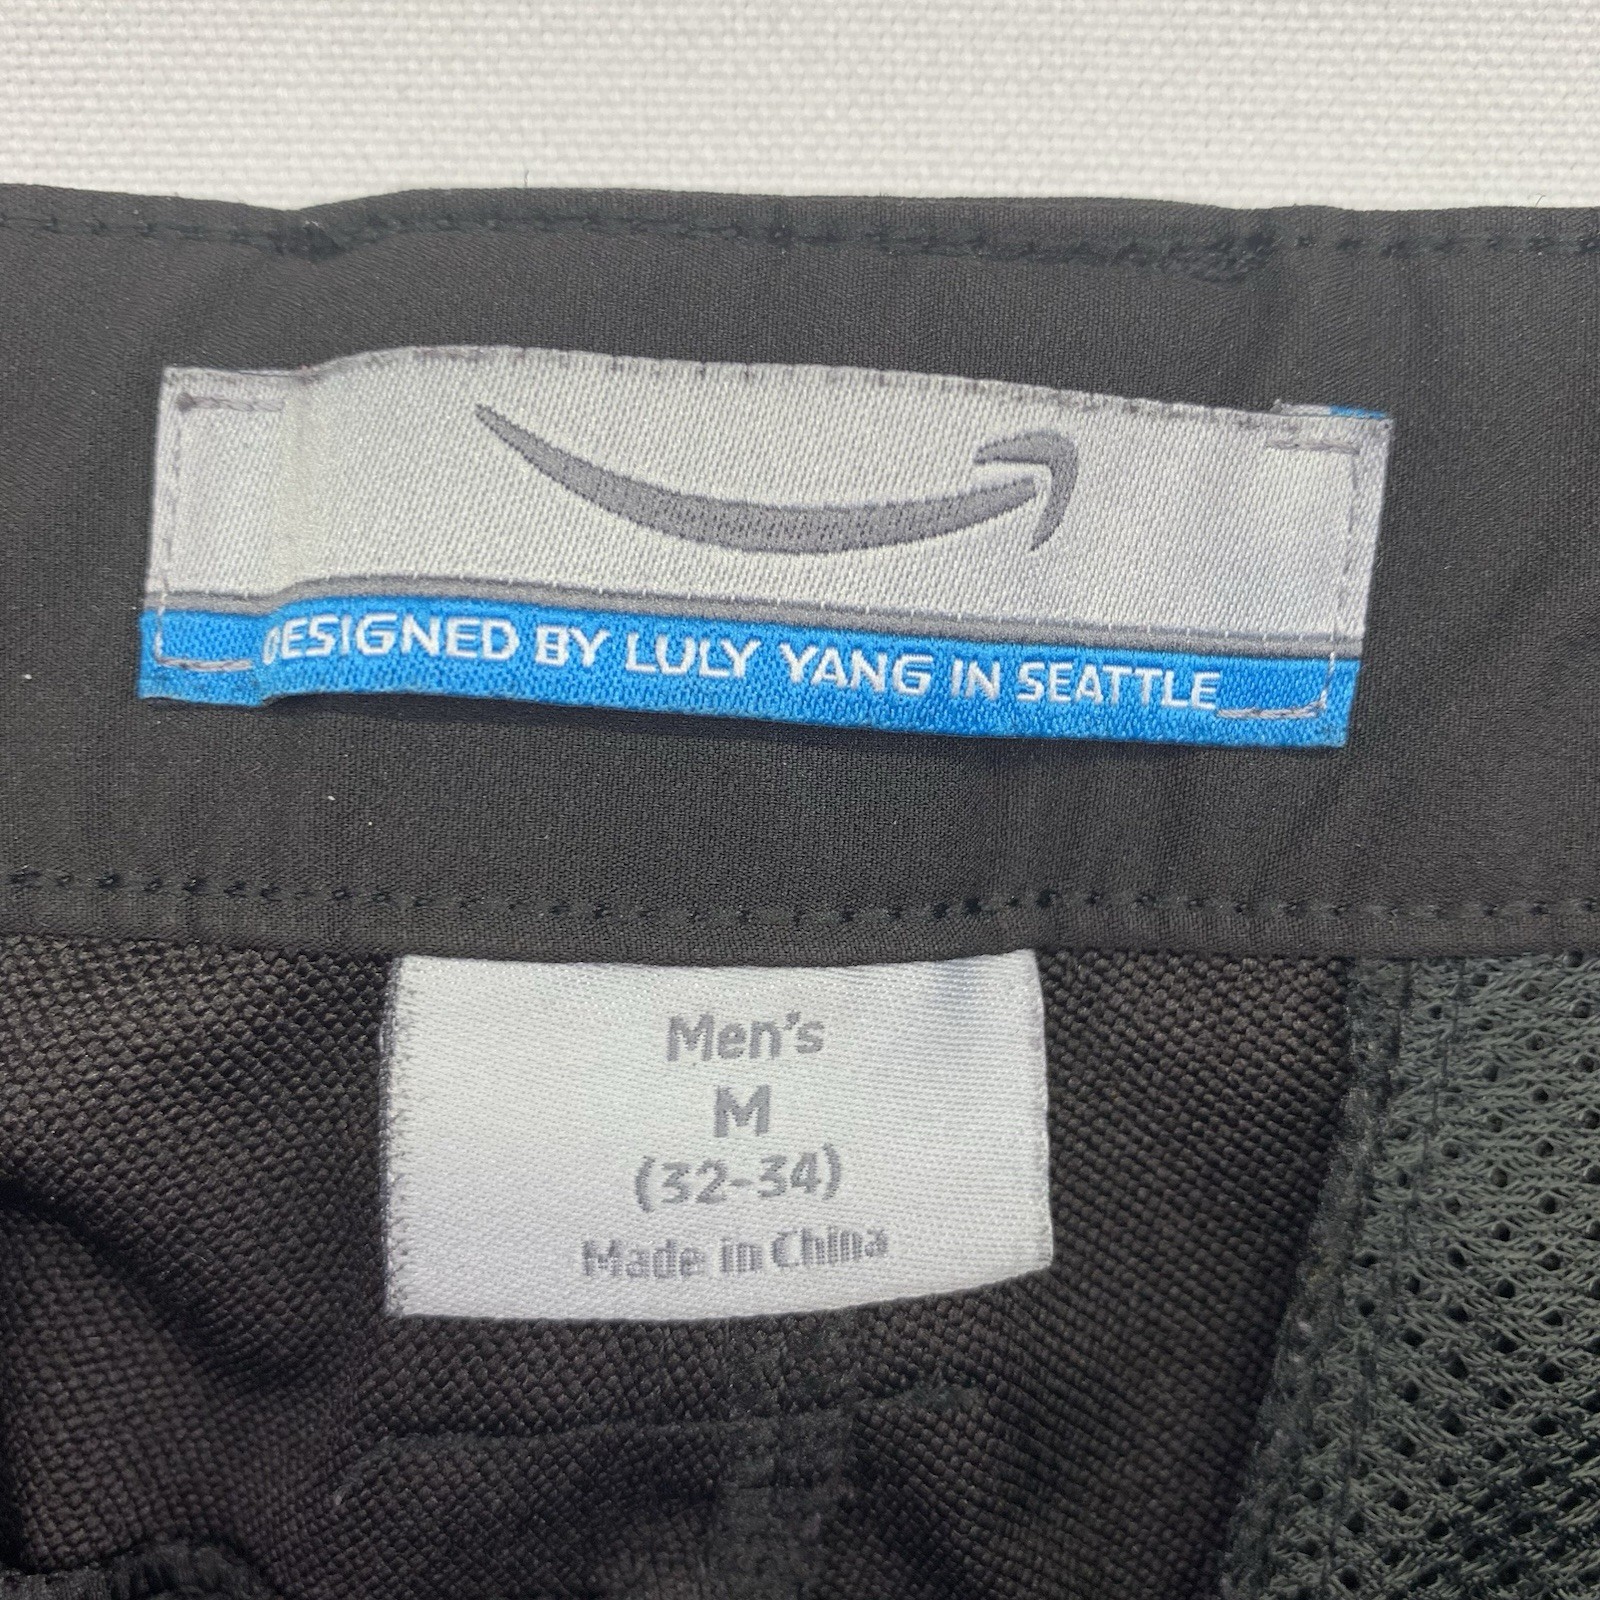 DESIGNED BY LULY YANG IN SEATTLE
Men's
M
(32-34)
Made in China